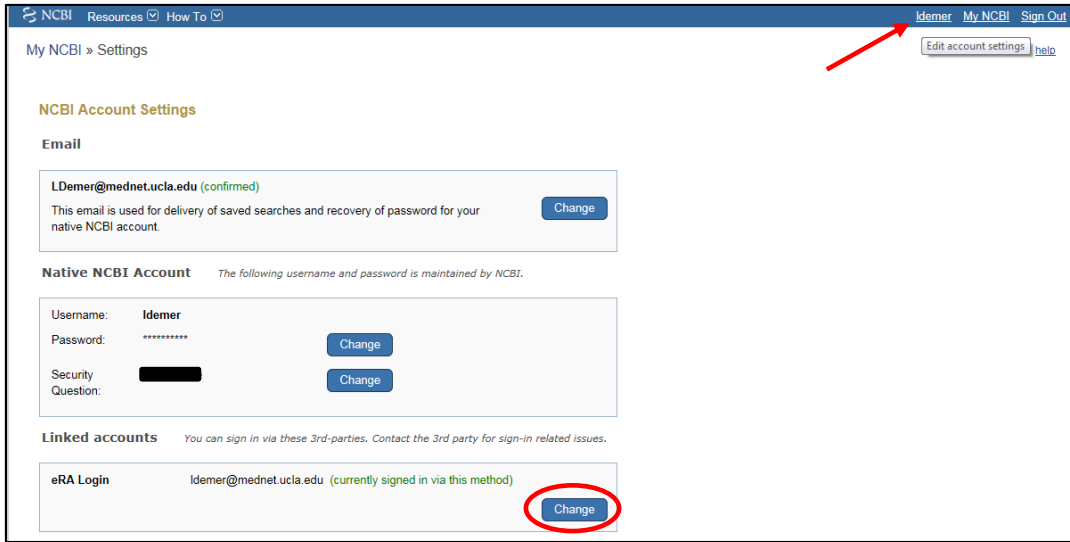 NCBI Resources How To ldemer My NCBI Sign Out
My NCBI » Settings
Edit account settings help
NCBI Account Settings
Email
LDemer@mednet.ucla.edu (confirmed)
This email is used for delivery of saved searches and recovery of password for your
native NCBI account.
Change
Native NCBI Account The following username and password is maintained by NCBI.
Username: ldemer
Password: **********
Change
Security
Question:
Change
Linked accounts You can sign in via these 3rd-parties. Contact the 3rd party for sign-in related issues.
eRA Login ldemer@mednet.ucla.edu (currently signed in via this method)
Change